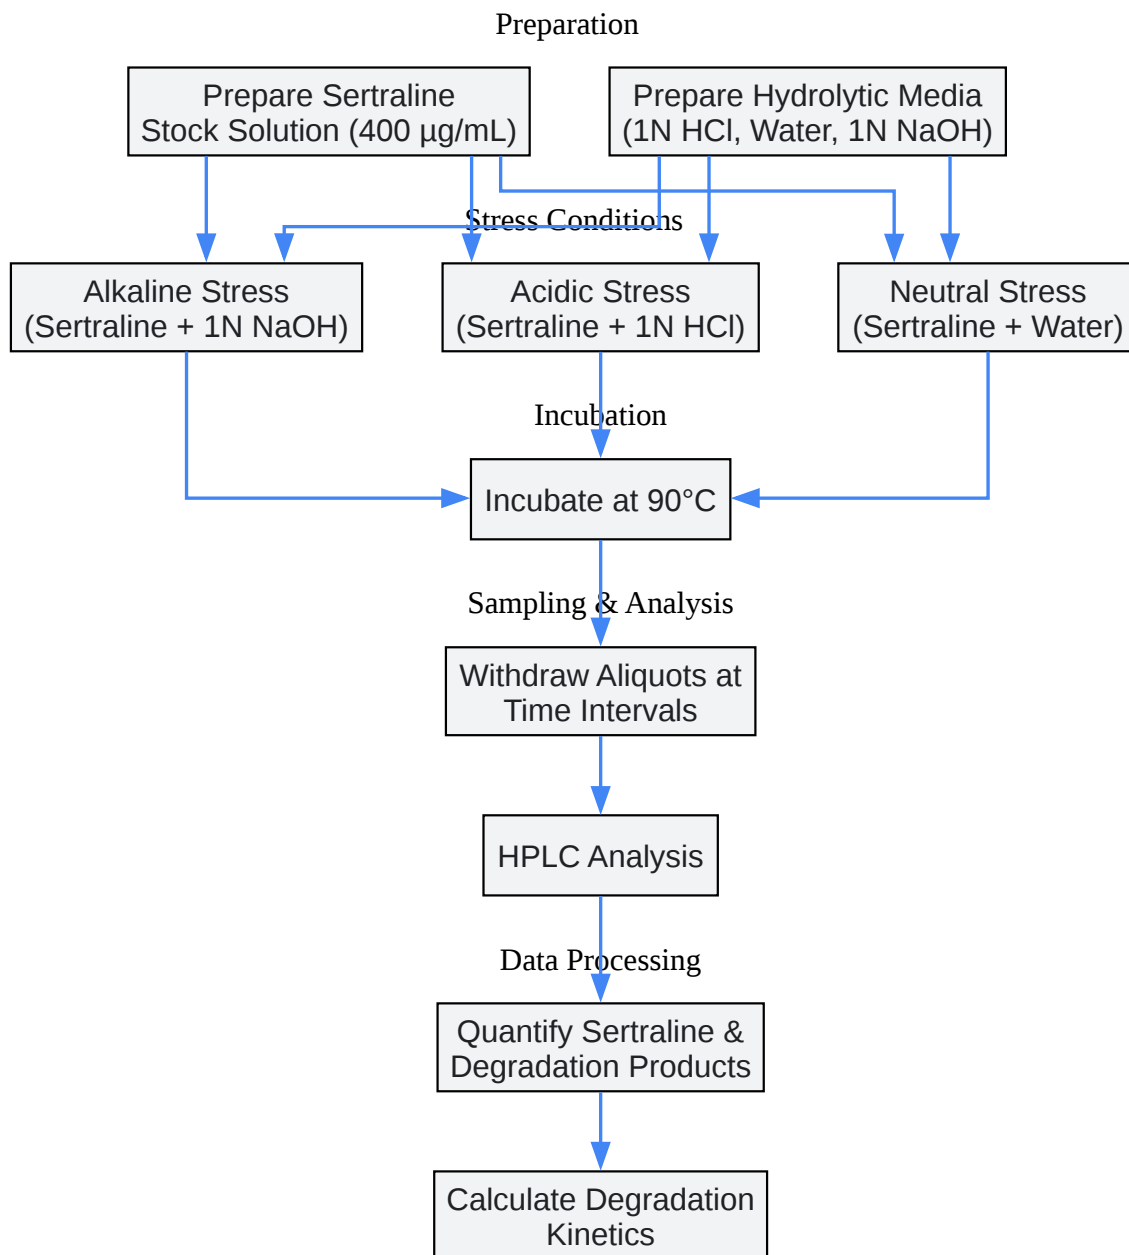 Preparation
Prepare Sertraline
Stock Solution (400 µg/mL)
Prepare Hydrolytic Media
(1N HCl, Water, 1N NaOH)
Stress Conditions
Alkaline Stress
(Sertraline + 1N NaOH)
Acidic Stress
(Sertraline + 1N HCl)
Neutral Stress
(Sertraline + Water)
Incubation
Incubate at 90°C
Sampling & Analysis
Withdraw Aliquots at
Time Intervals
HPLC Analysis
Data Processing
Quantify Sertraline &
Degradation Products
Calculate Degradation
Kinetics